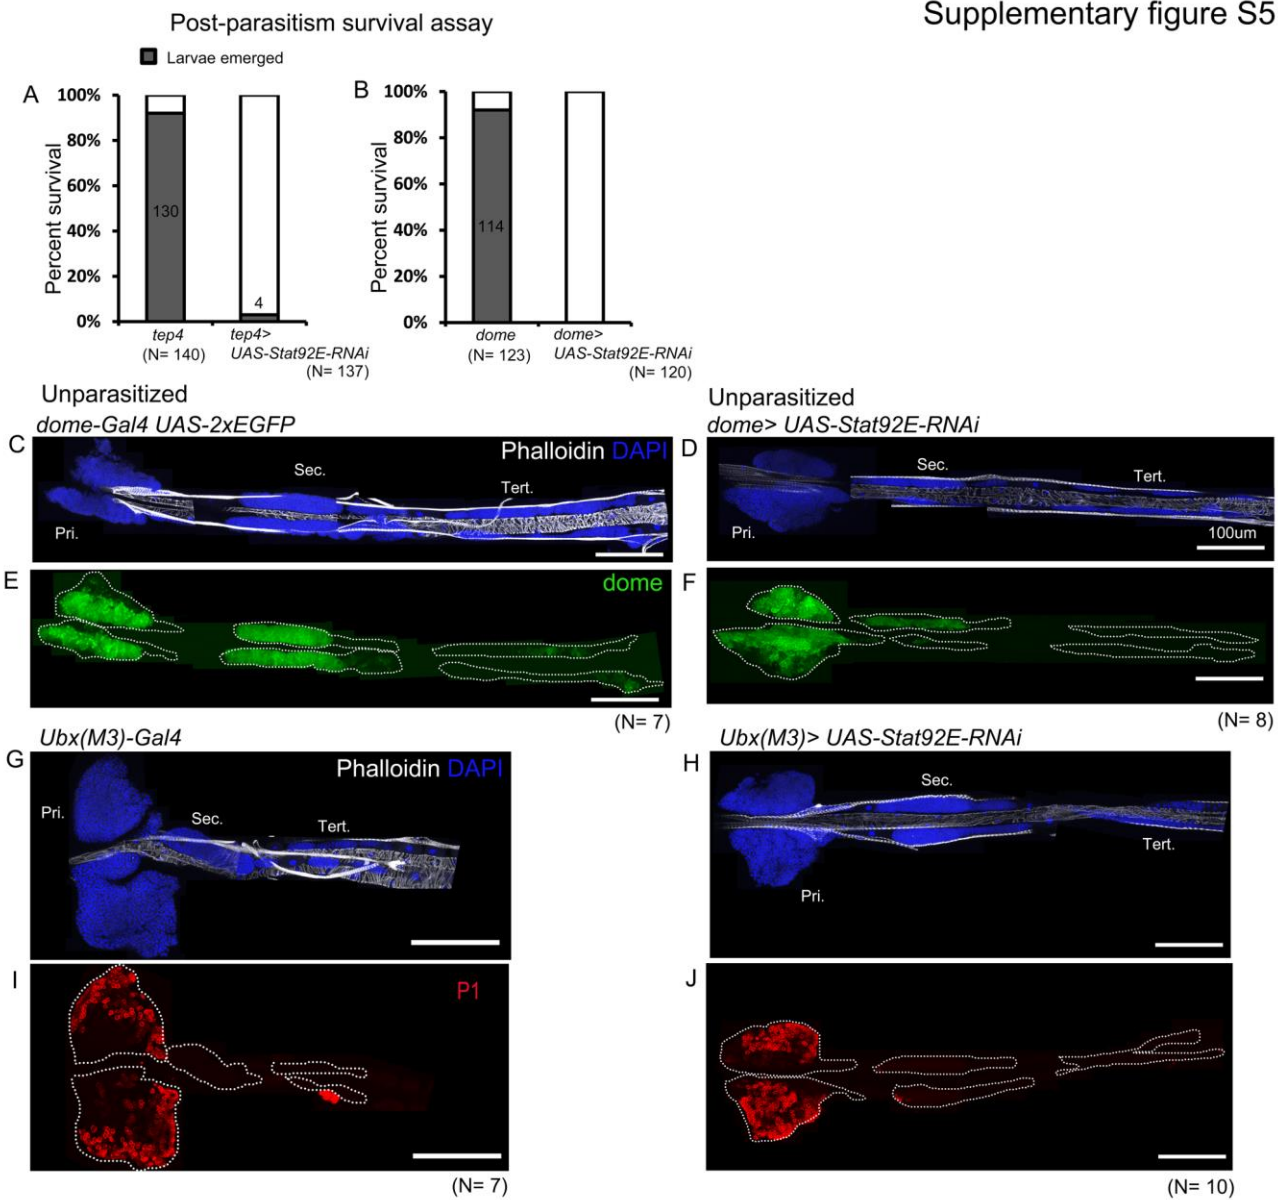 Supplementary figure S5
Post-parasitism survival assay
Larvae emerged
A
Percent survival
100%
80%
60%
40%
20%
0%
130
4
tep4
(N= 140)
tep4>
UAS-Stat92E-RNAi
(N= 137)
B
Percent survival
100%
80%
60%
40%
20%
0%
114
dome
(N= 123)
dome>
UAS-Stat92E-RNAi
(N= 120)
Unparasitized
dome-Gal4 UAS-2xEGFP
C
Phalloidin DAPI
Sec.
Tert.
Pri.
Unparasitized
dome> UAS-Stat92E-RNAi
D
Sec.
Tert.
Pri.
100um
E
dome
(N= 7)
F
(N= 8)
Ubx(M3)-Gal4
G
Phalloidin DAPI
Pri.
Sec.
Tert.
Ubx(M3)> UAS-Stat92E-RNAi
H
Sec.
Tert.
Pri.
I
P1
(N= 7)
J
(N= 10)